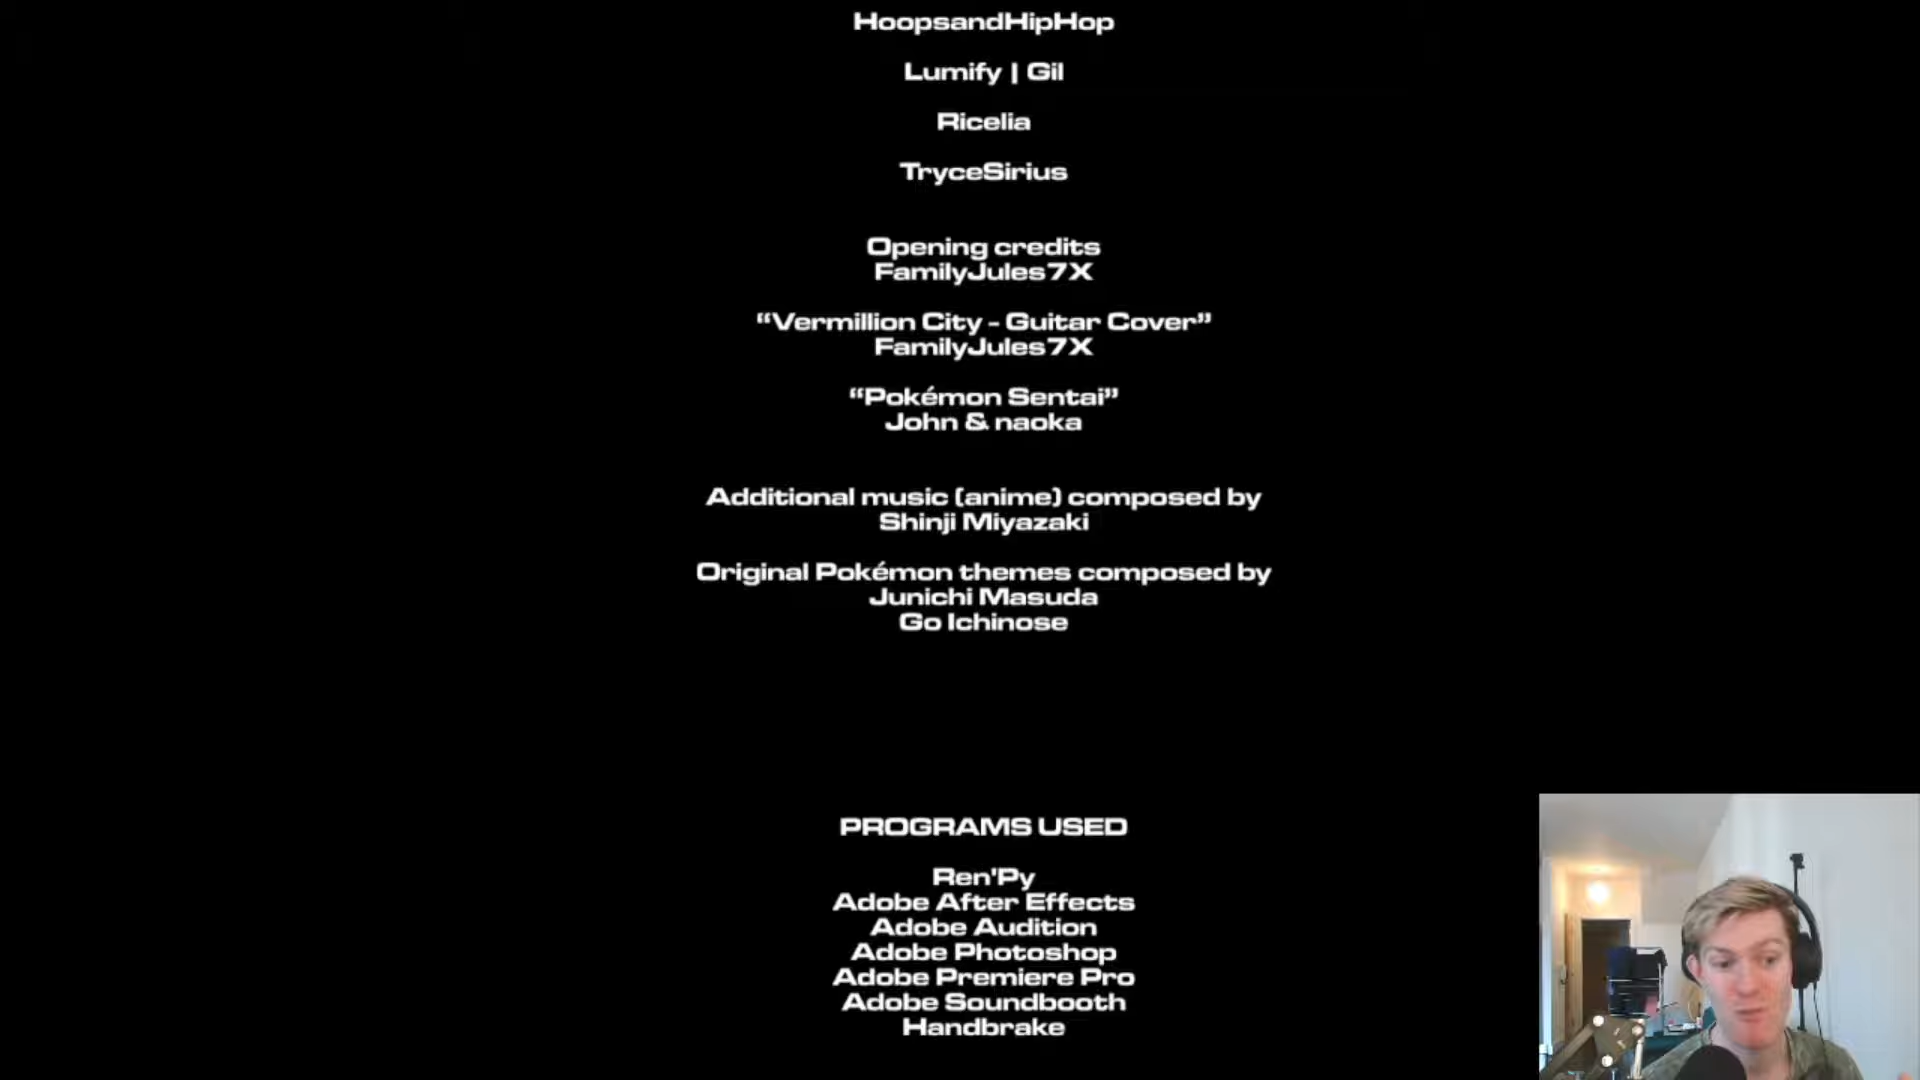 HoopsandHipHop
Lumify | Gil
Ricelia
TryceSirius
Opening credits
FamilyJules7X
“Vermillion City - Guitar Cover”
FamilyJules7X
“Pokémon Sentai”
John & naoka
Additional music (anime) composed by
Shinji Miyazaki
Original Pokémon themes composed by
Junichi Masuda
Go Ichinose
PROGRAMS USED
Ren'Py
Adobe After Effects
Adobe Audition
Adobe Photoshop
Adobe Premiere Pro
Adobe Soundbooth
Handbrake